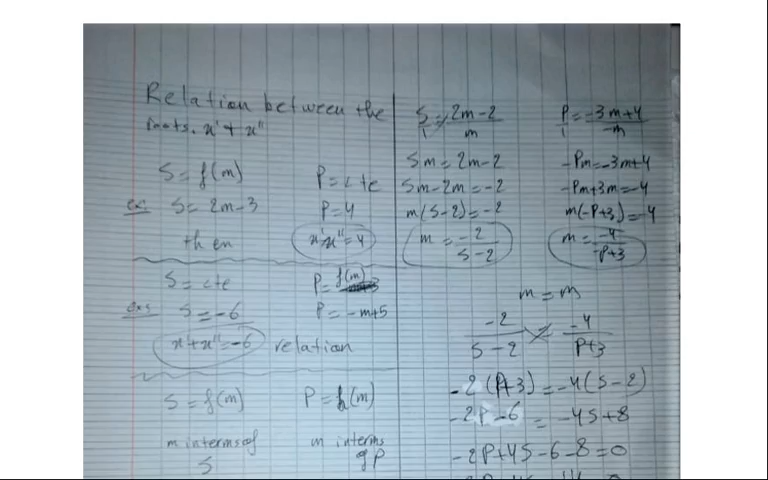 Relation between the
roots. x' + x"
S = f(m) P = cte
ex: S = 2m-3 P = 4
then x'x" = 4
S = cte P = f(m)
ex: S = -6 P = -m+5
x'+x" = -6 relation
S = f(m) P = f(m)
m in terms of S m in terms of P
S/1 = 2m-2/m P/1 = -3m+4/-m
Sm = 2m-2 -Pm = -3m+4
Sm-2m = -2 -Pm+3m = -4
m(S-2) = -2 m(-P+3) = -4
m = -2/S-2 m = -4/-P+3
m = m
-2/S-2 = -4/P+3
-2(P+3) = -4(S-2)
-2P-6 = -4S+8
-2P+4S-6-8=0